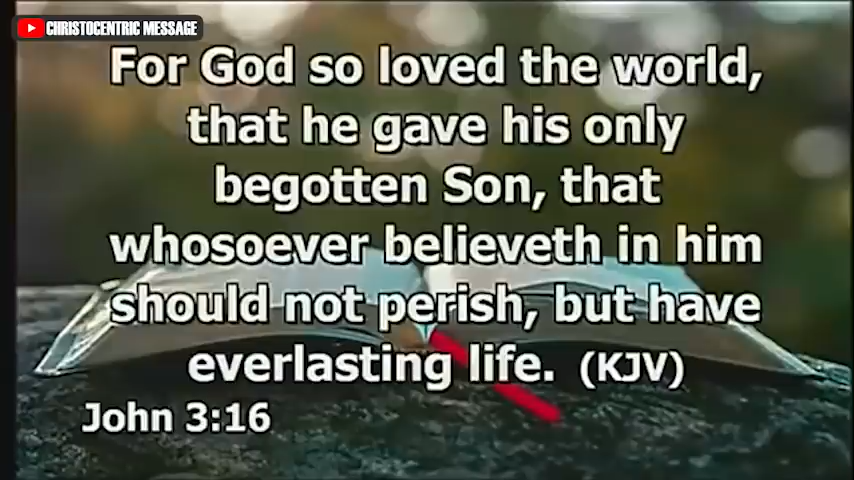 CHRISTOCENTRIC MESSAGE
For God so loved the world,
that he gave his only
begotten Son, that
whosoever believeth in him
should not perish, but have
everlasting life. (KJV)
John 3:16